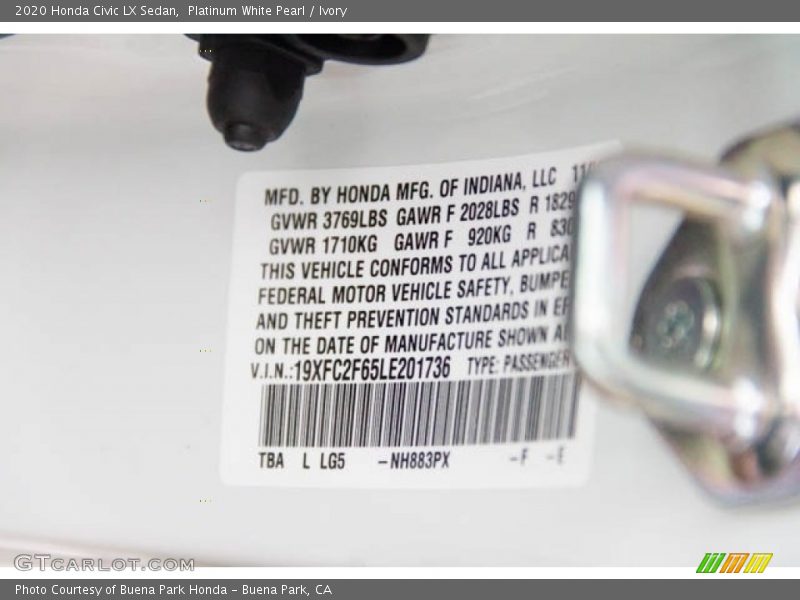 2020 Honda Civic LX Sedan, Platinum White Pearl / Ivory
MFD. BY HONDA MFG. OF INDIANA, LLC
GVWR 3769LBS GAWR F 2028LBS R 1829
GVWR 1710KG GAWR F 920KG R 830
THIS VEHICLE CONFORMS TO ALL
FEDERAL MOTOR VEHICLE SAFETY,
AND THEFT PREVENTION STANDARDS IN
ON THE DATE OF MANUFACTURE SHOWN
V.I.N.:19XFC2F65LE201736 TYPE: PASSENGER
TBA L LG5 -NH883PX -F -E
GTCARLOT.COM
Photo Courtesy of Buena Park Honda - Buena Park, CA